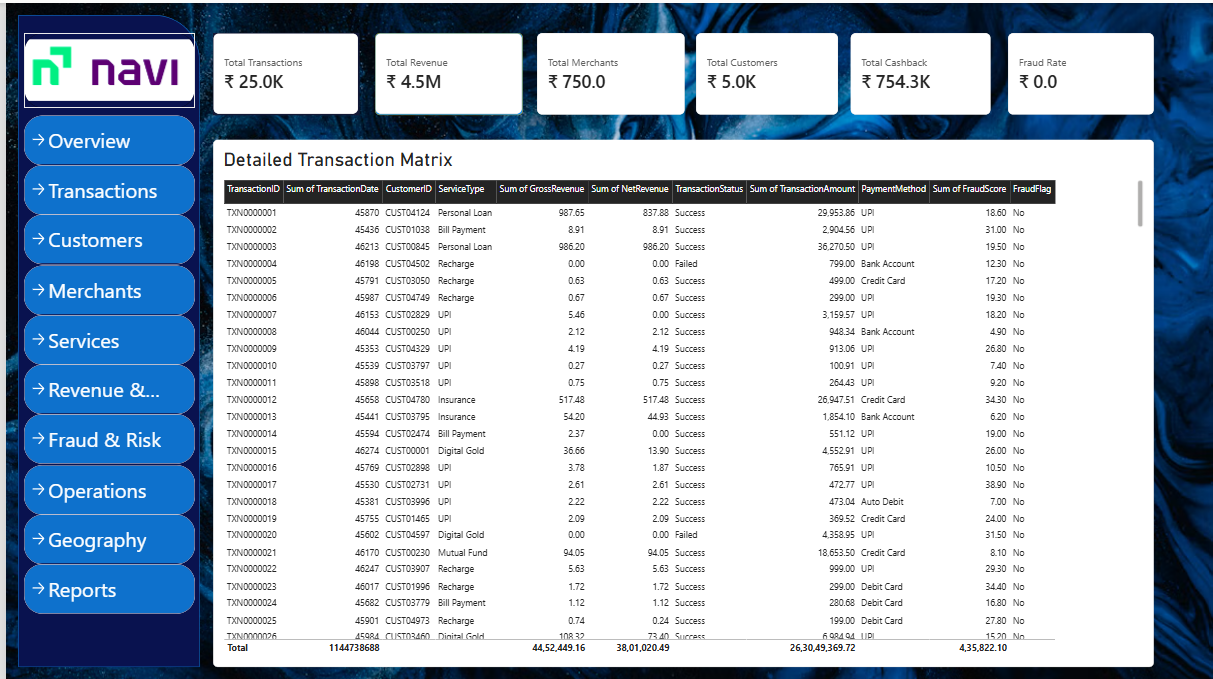 navi
Overview
Transactions
Customers
Merchants
Services
Revenue &...
Fraud & Risk
Operations
Geography
Reports
Total Transactions
₹ 25.0K
Total Revenue
₹ 4.5M
Total Merchants
₹ 750.0
Total Customers
₹ 5.0K
Total Cashback
₹ 754.3K
Fraud Rate
₹ 0.0
Detailed Transaction Matrix
TransactionID Sum of TransactionDate CustomerID ServiceType Sum of GrossRevenue Sum of NetRevenue TransactionStatus Sum of TransactionAmount PaymentMethod Sum of FraudScore FraudFlag
TXN0000001 45870 CUST04124 Personal Loan 987.65 837.88 Success 29,953.86 UPI 18.60 No
TXN0000002 45436 CUST01038 Bill Payment 8.91 8.91 Success 2,904.56 UPI 31.00 No
TXN0000003 46213 CUST00845 Personal Loan 986.20 986.20 Success 36,270.50 UPI 19.50 No
TXN0000004 46198 CUST04502 Recharge 0.00 0.00 Failed 799.00 Bank Account 12.30 No
TXN0000005 45791 CUST03050 Recharge 0.63 0.63 Success 499.00 Credit Card 17.20 No
TXN0000006 45987 CUST04749 Recharge 0.67 0.67 Success 299.00 UPI 19.30 No
TXN0000007 46153 CUST02829 UPI 5.46 0.00 Success 3,159.57 UPI 18.20 No
TXN0000008 46044 CUST00250 UPI 2.12 2.12 Success 948.34 Bank Account 4.90 No
TXN0000009 45353 CUST04329 UPI 4.19 4.19 Success 913.06 UPI 26.80 No
TXN0000010 45539 CUST03797 UPI 0.27 0.27 Success 100.91 UPI 7.40 No
TXN0000011 45898 CUST03518 UPI 0.75 0.75 Success 264.43 UPI 9.20 No
TXN0000012 45658 CUST04780 Insurance 517.48 517.48 Success 26,947.51 Credit Card 34.30 No
TXN0000013 45441 CUST03795 Insurance 54.20 44.93 Success 1,854.10 Bank Account 6.20 No
TXN0000014 45594 CUST02474 Bill Payment 2.37 0.00 Success 551.12 UPI 19.00 No
TXN0000015 46274 CUST00001 Digital Gold 36.66 13.90 Success 4,552.91 UPI 26.00 No
TXN0000016 45769 CUST02898 UPI 3.78 1.87 Success 765.91 UPI 10.50 No
TXN0000017 45530 CUST02731 UPI 2.61 2.61 Success 472.77 UPI 38.90 No
TXN0000018 45381 CUST03996 UPI 2.22 2.22 Success 473.04 Auto Debit 7.00 No
TXN0000019 45755 CUST01465 UPI 2.09 2.09 Success 369.52 Credit Card 24.00 No
TXN0000020 45602 CUST04597 Digital Gold 0.00 0.00 Failed 4,358.95 UPI 31.50 No
TXN0000021 46170 CUST00230 Mutual Fund 94.05 94.05 Success 18,653.50 Credit Card 8.10 No
TXN0000022 46247 CUST03907 Recharge 5.63 5.63 Success 999.00 UPI 29.30 No
TXN0000023 46017 CUST01996 Recharge 1.72 1.72 Success 299.00 Debit Card 34.40 No
TXN0000024 45682 CUST03779 Bill Payment 1.12 1.12 Success 280.68 Debit Card 16.80 No
TXN0000025 45901 CUST04973 Recharge 0.74 0.24 Success 199.00 Debit Card 27.80 No
TXN0000026 45984 CUST03460 Digital Gold 108.32 73.40 Success 6,984.94 UPI 15.20 No
Total 1144738688 44,52,449.16 38,01,020.49 26,30,49,369.72 4,35,822.10